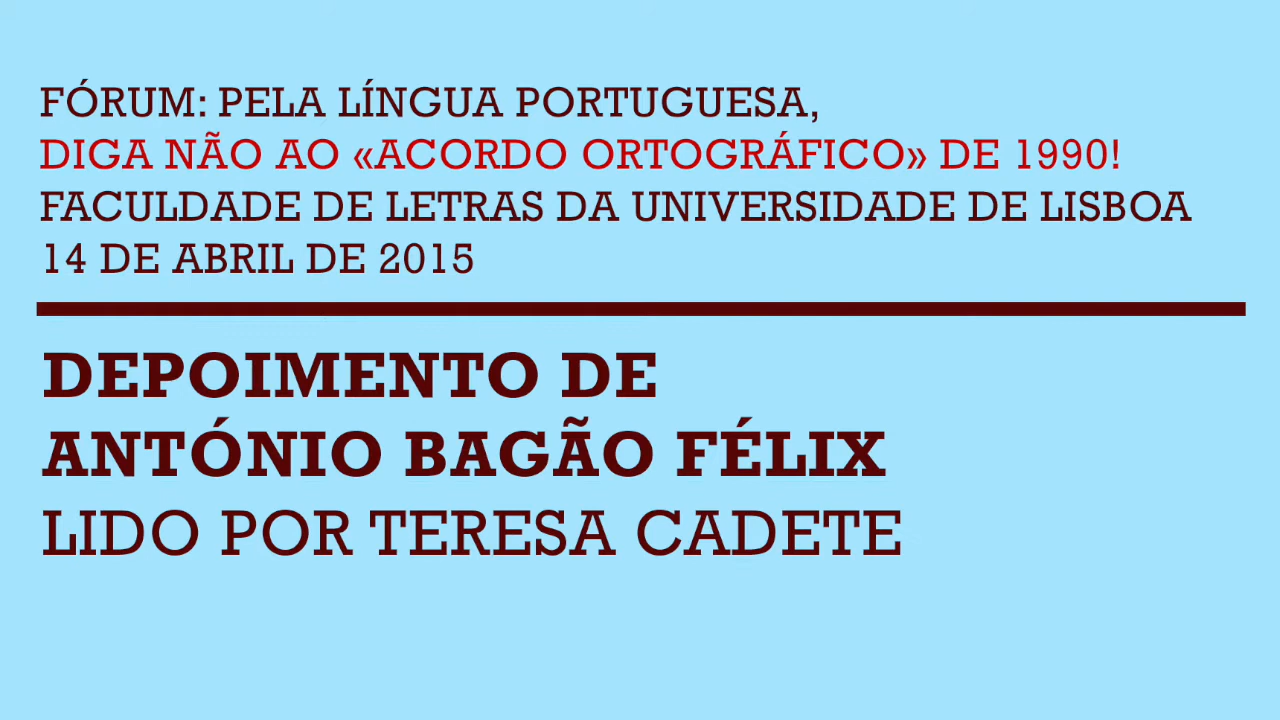 FÓRUM: PELA LÍNGUA PORTUGUESA,
DIGA NÃO AO «ACORDO ORTOGRÁFICO» DE 1990!
FACULDADE DE LETRAS DA UNIVERSIDADE DE LISBOA
14 DE ABRIL DE 2015
DEPOIMENTO DE
ANTÓNIO BAGÃO FÉLIX
LIDO POR TERESA CADETE